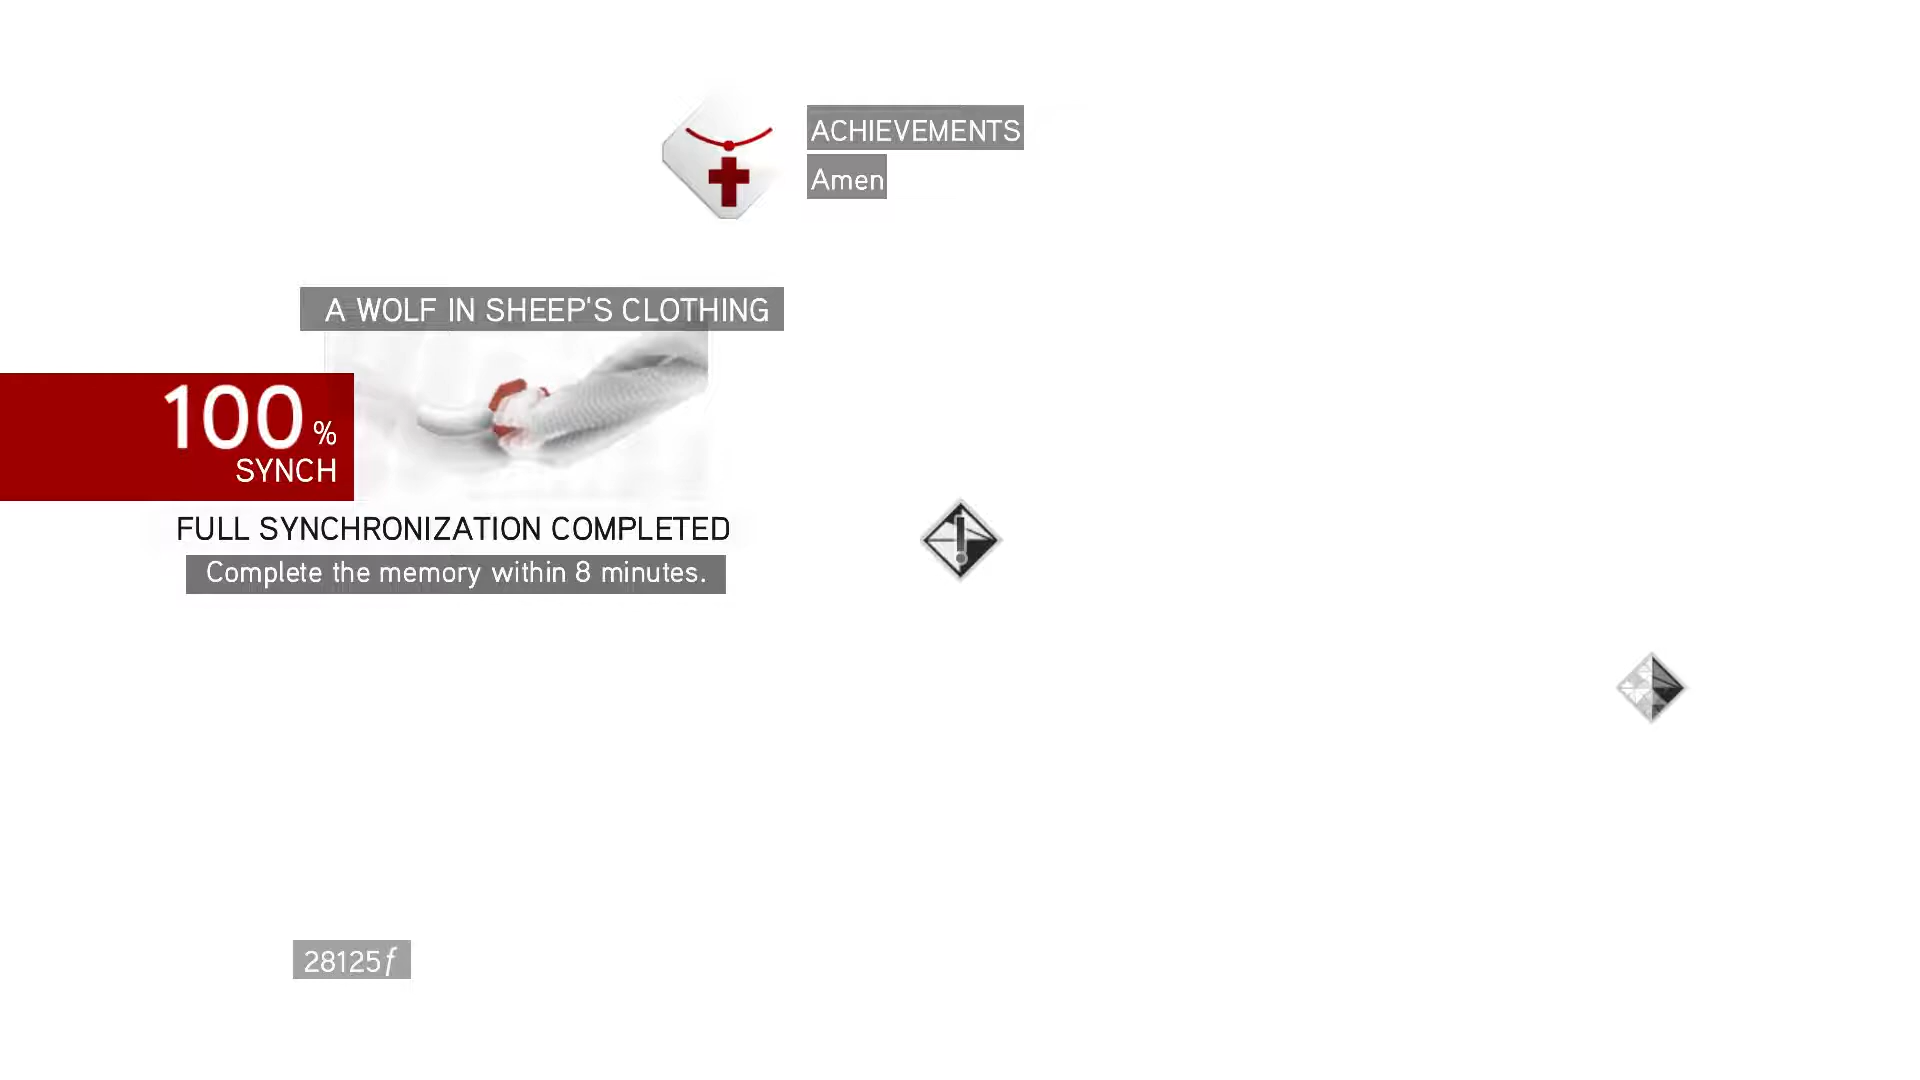 ACHIEVEMENTS
Amen
A WOLF IN SHEEP'S CLOTHING
100 %
SYNCH
FULL SYNCHRONIZATION COMPLETED
Complete the memory within 8 minutes.
28125ƒ